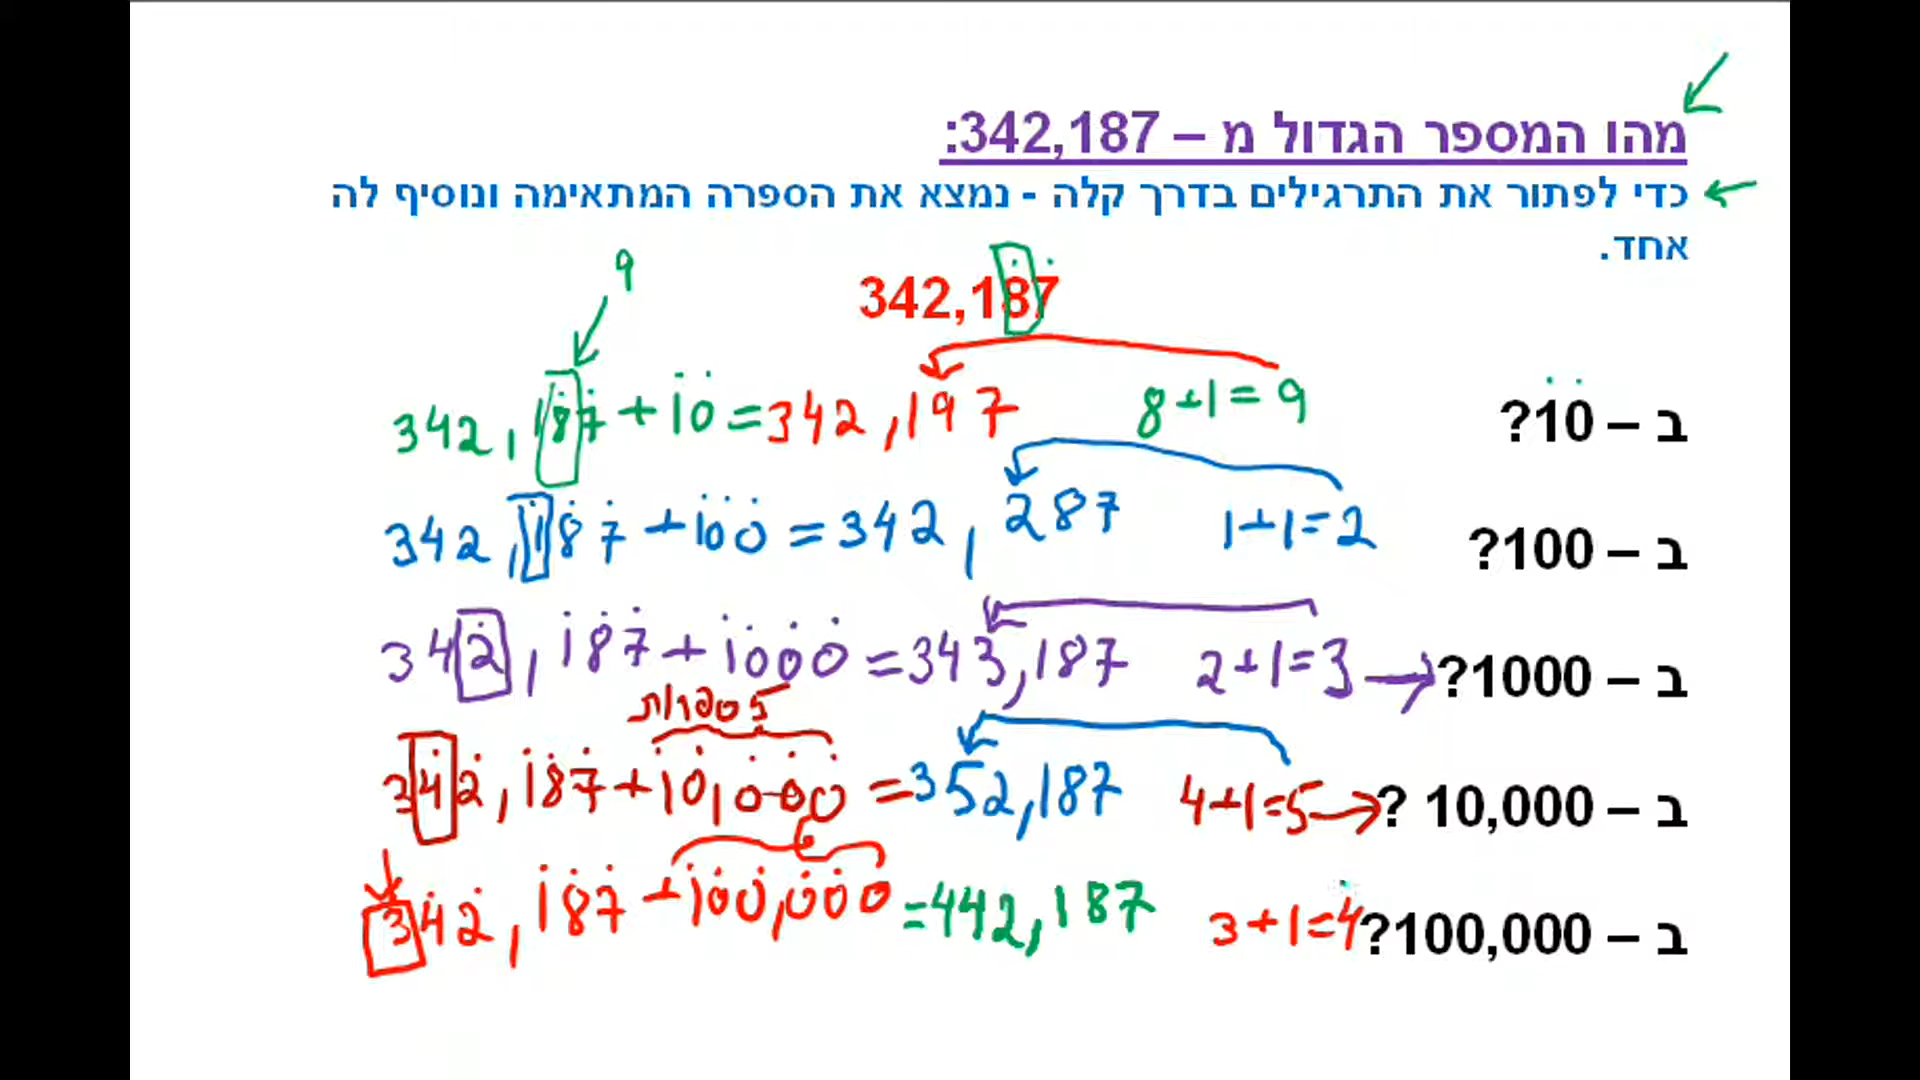 מהו המספר הגדול מ – 342,187:
כדי לפתור את התרגילים בדרך קלה - נמצא את הספרה המתאימה ונוסיף לה
אחד.
9
342,187
ב – 10? 8+1=9 342,187+10=342,197
ב – 100? 1+1=2 342,187+100=342,287
ב – 1000? 2+1=3 342,187+1000=343,187
5 ספרות
ב – 10,000 ? 4+1=5 342,187+10,000=352,187
ב – 100,000? 3+1=4 342,187+100,000=442,187